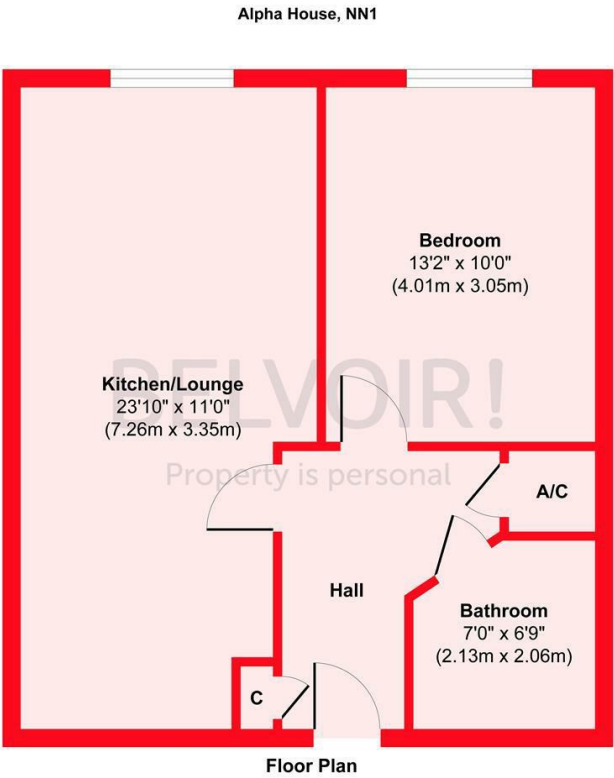 Alpha House, NN1
Bedroom
13'2" x 10'0"
(4.01m x 3.05m)
BELVOIR!
Property is personal
Kitchen/Lounge
23'10" x 11'0"
(7.26m x 3.35m)
A/C
Hall
Bathroom
7'0" x 6'9"
(2.13m x 2.06m)
C
Floor Plan